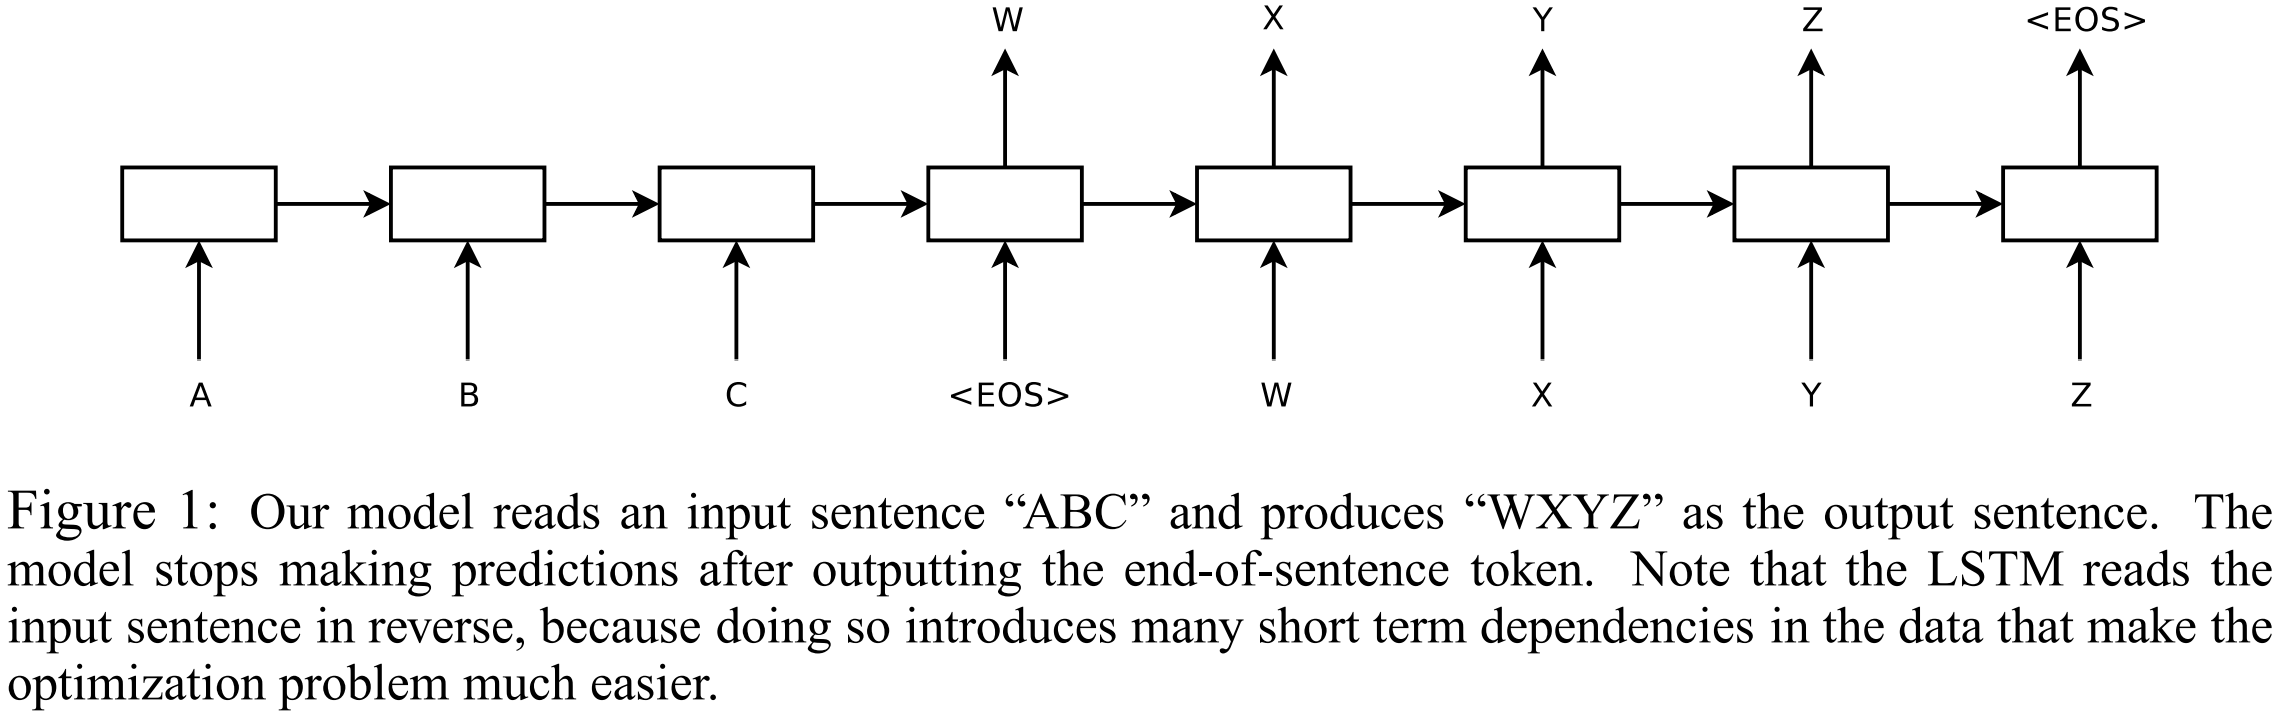 W X Y Z <EOS>
A B C <EOS> W X Y Z
Figure 1: Our model reads an input sentence “ABC” and produces “WXYZ” as the output sentence. The
model stops making predictions after outputting the end-of-sentence token. Note that the LSTM reads the
input sentence in reverse, because doing so introduces many short term dependencies in the data that make the
optimization problem much easier.